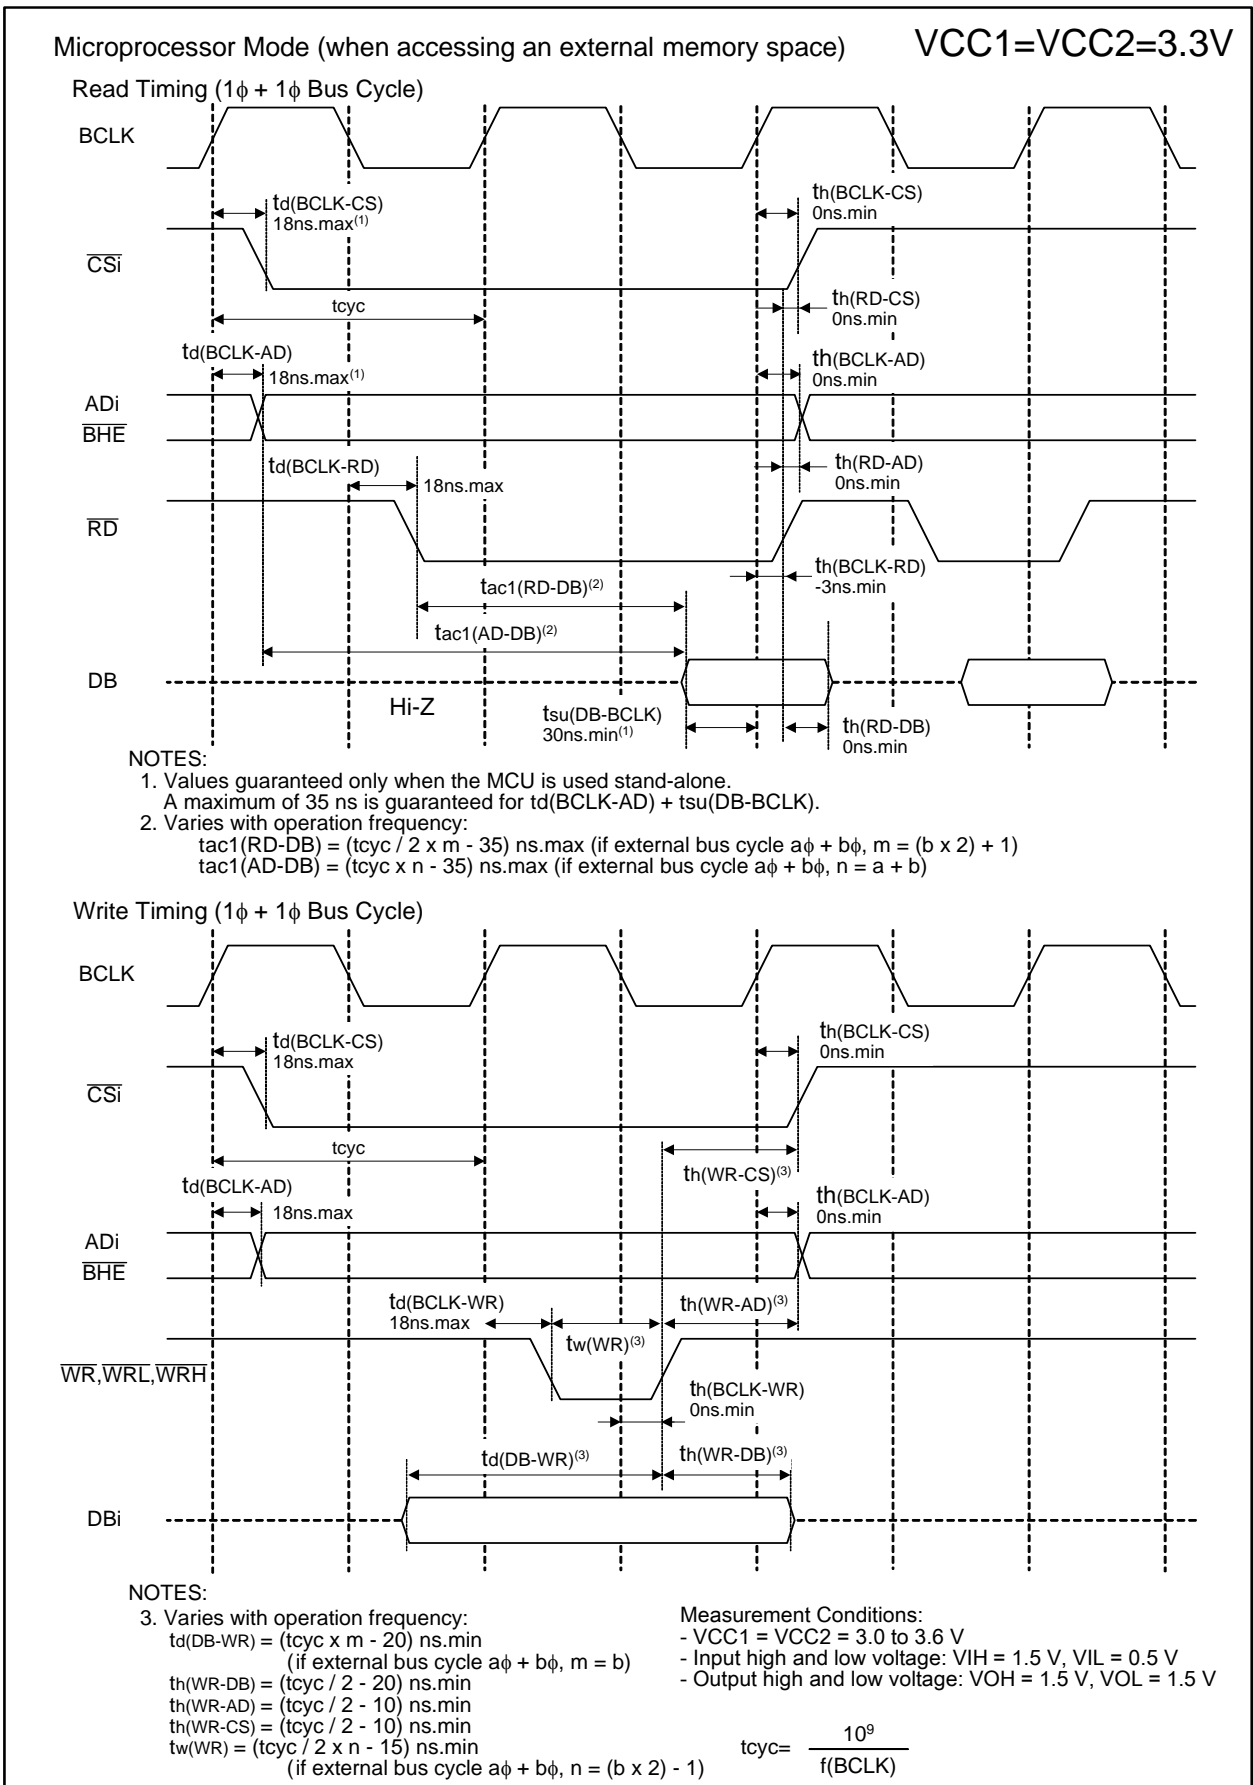 Microprocessor Mode (when accessing an external memory space) VCC1=VCC2=3.3V
Read Timing (1ϕ + 1ϕ Bus Cycle)
BCLK
td(BCLK-CS)
18ns.max(1)
th(BCLK-CS)
0ns.min
CSi
tcyc
th(RD-CS)
0ns.min
td(BCLK-AD)
18ns.max(1)
th(BCLK-AD)
0ns.min
ADi
BHE
td(BCLK-RD)
18ns.max
th(RD-AD)
0ns.min
RD
th(BCLK-RD)
-3ns.min
tac1(RD-DB)(2)
tac1(AD-DB)(2)
DB
Hi-Z
tsu(DB-BCLK)
30ns.min(1)
th(RD-DB)
0ns.min
NOTES:
1. Values guaranteed only when the MCU is used stand-alone.
A maximum of 35 ns is guaranteed for td(BCLK-AD) + tsu(DB-BCLK).
2. Varies with operation frequency:
tac1(RD-DB) = (tcyc / 2 x m - 35) ns.max (if external bus cycle aϕ + bϕ, m = (b x 2) + 1)
tac1(AD-DB) = (tcyc x n - 35) ns.max (if external bus cycle aϕ + bϕ, n = a + b)
Write Timing (1ϕ + 1ϕ Bus Cycle)
BCLK
td(BCLK-CS)
18ns.max
th(BCLK-CS)
0ns.min
CSi
tcyc
th(WR-CS)(3)
td(BCLK-AD)
18ns.max
th(BCLK-AD)
0ns.min
ADi
BHE
td(BCLK-WR)
18ns.max
tw(WR)(3)
th(WR-AD)(3)
WR,WRL,WRH
th(BCLK-WR)
0ns.min
td(DB-WR)(3)
th(WR-DB)(3)
DBi
NOTES:
3. Varies with operation frequency:
td(DB-WR) = (tcyc x m - 20) ns.min
(if external bus cycle aϕ + bϕ, m = b)
th(WR-DB) = (tcyc / 2 - 20) ns.min
th(WR-AD) = (tcyc / 2 - 10) ns.min
th(WR-CS) = (tcyc / 2 - 10) ns.min
tw(WR) = (tcyc / 2 x n - 15) ns.min
(if external bus cycle aϕ + bϕ, n = (b x 2) - 1)
Measurement Conditions:
- VCC1 = VCC2 = 3.0 to 3.6 V
- Input high and low voltage: VIH = 1.5 V, VIL = 0.5 V
- Output high and low voltage: VOH = 1.5 V, VOL = 1.5 V
tcyc= 10⁹
f(BCLK)